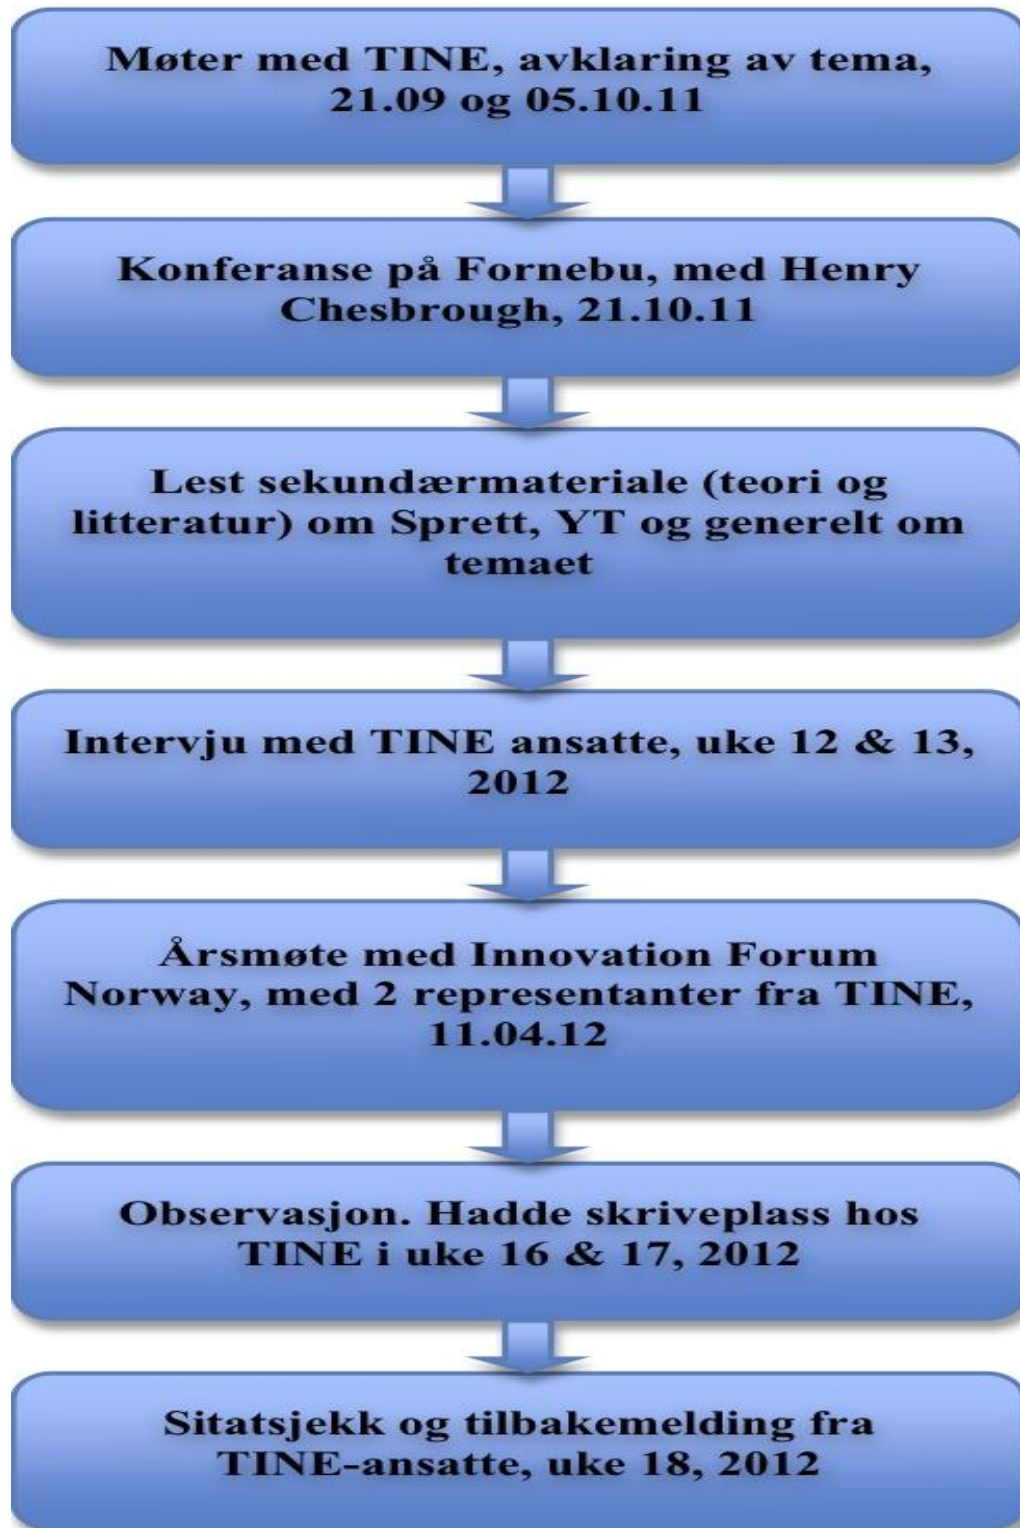 Møter med TINE, avklaring av tema,
21.09 og 05.10.11
Konferanse på Fornebu, med Henry
Chesbrough, 21.10.11
Lest sekundærmateriale (teori og
litteratur) om Sprett, YT og generelt om
temaet
Intervju med TINE ansatte, uke 12 & 13,
2012
Årsmøte med Innovation Forum
Norway, med 2 representanter fra TINE,
11.04.12
Observasjon. Hadde skriveplass hos
TINE i uke 16 & 17, 2012
Sitatsjekk og tilbakemelding fra
TINE-ansatte, uke 18, 2012